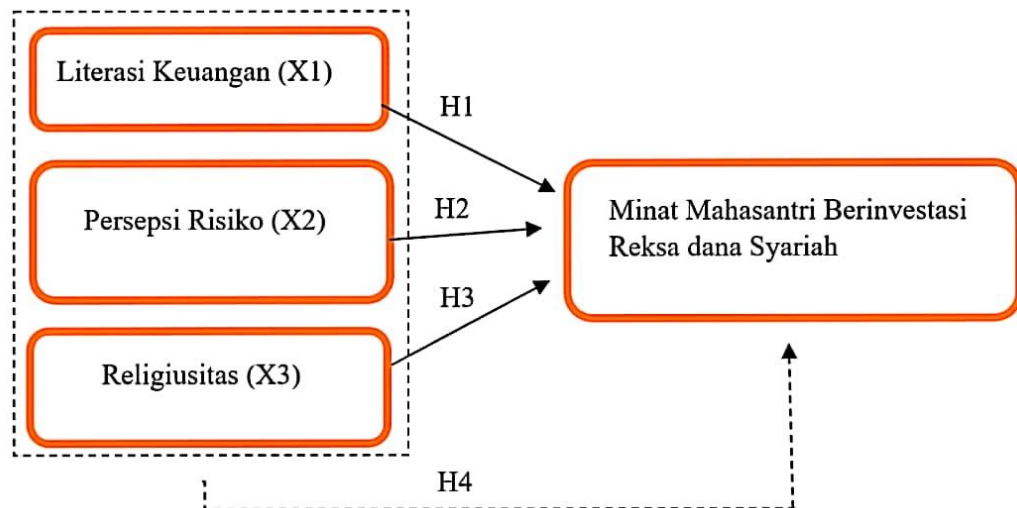 Literasi Keuangan (X1)
H1
Persepsi Risiko (X2)
H2
Minat Mahasantri Berinvestasi
Reksa dana Syariah
H3
Religiusitas (X3)
H4